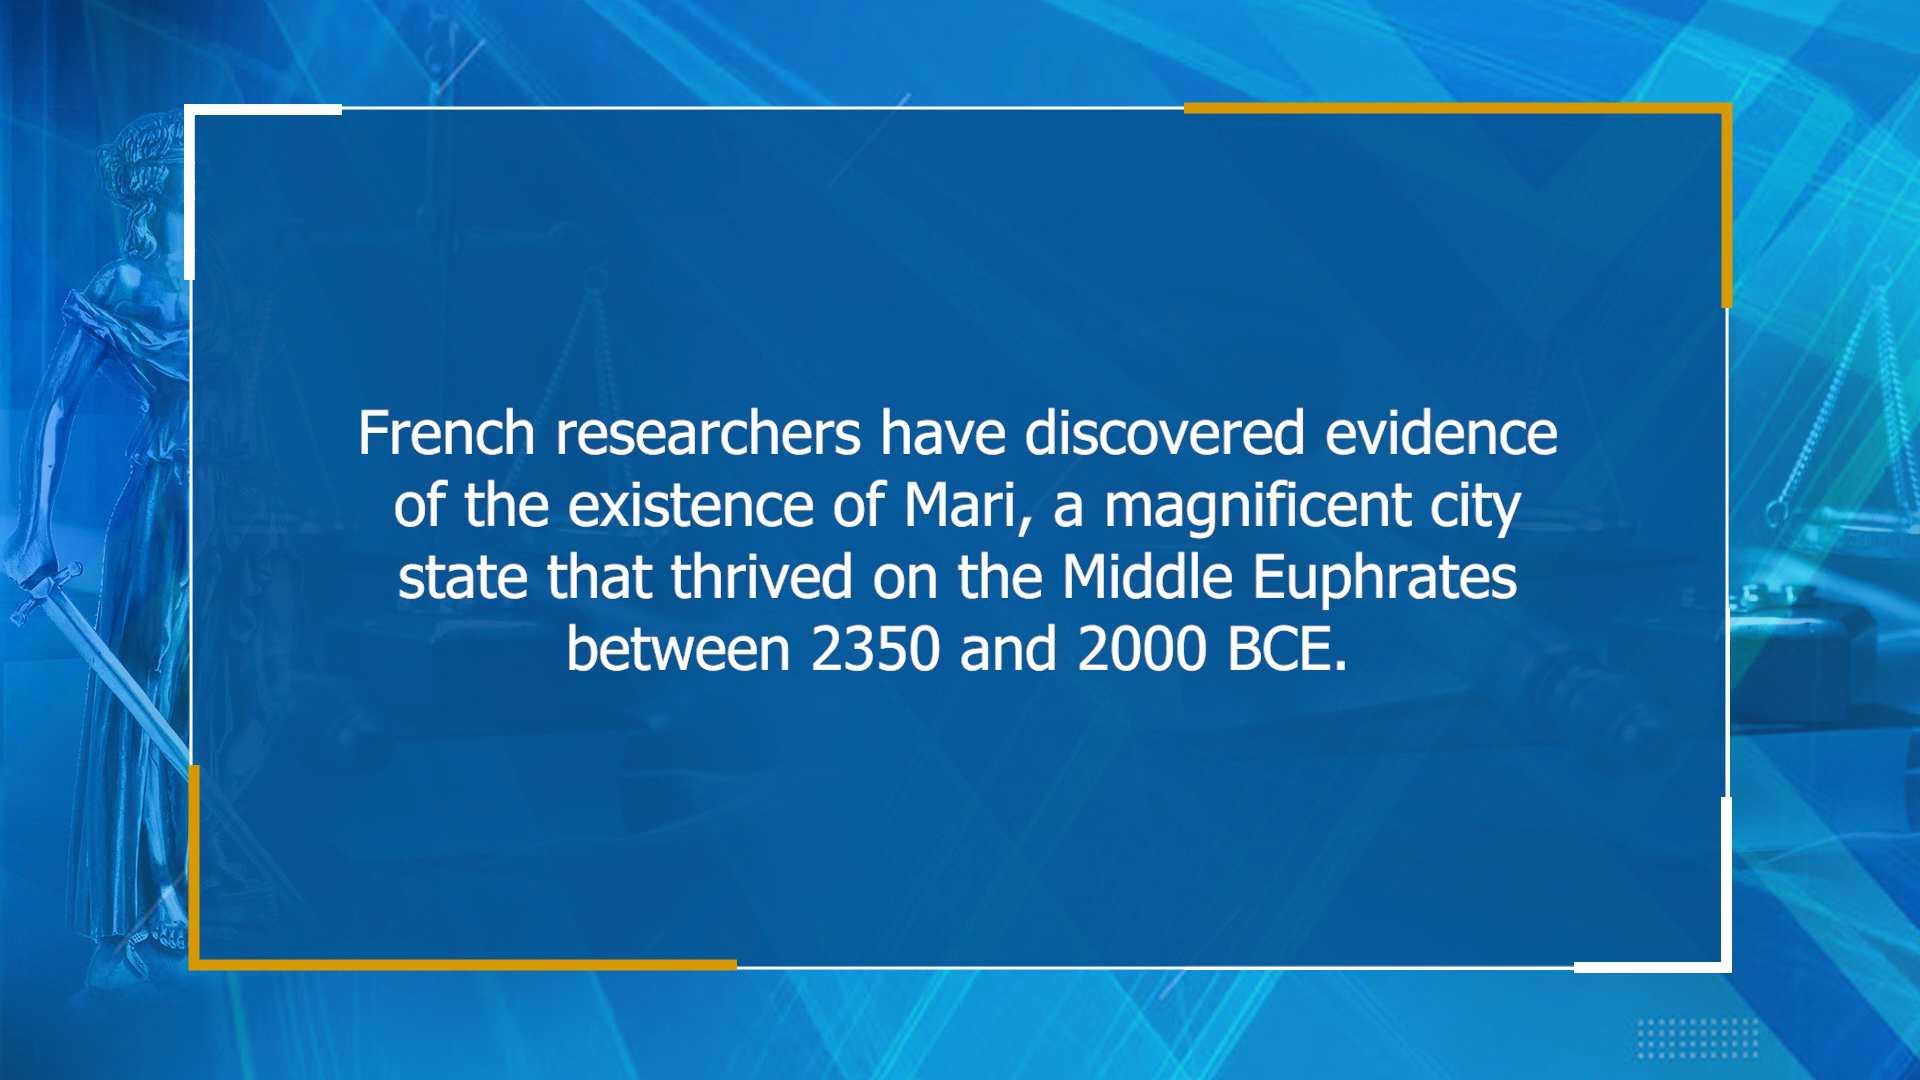 French researchers have discovered evidence
of the existence of Mari, a magnificent city
state that thrived on the Middle Euphrates
between 2350 and 2000 BCE.